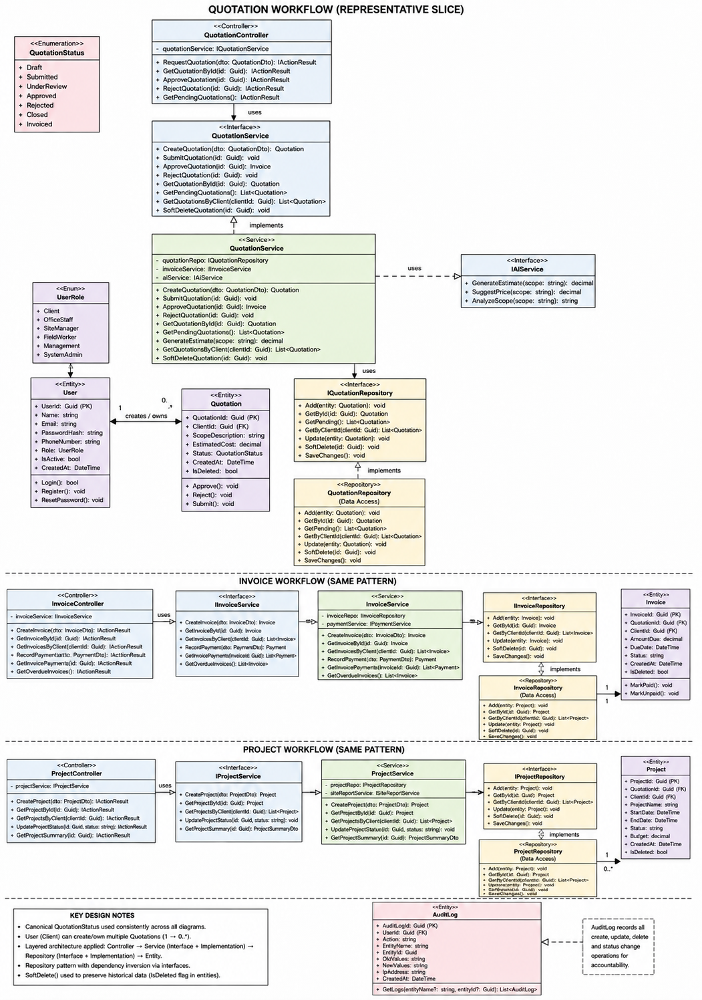 QUOTATION WORKFLOW (REPRESENTATIVE SLICE)
<<Enumeration>>
QuotationStatus
+ Draft
+ Submitted
+ UnderReview
+ Approved
+ Rejected
+ Closed
+ Invoiced
<<Controller>>
QuotationController
- quotationService: IQuotationService
+ RequestQuotation(dto: QuotationDto): IActionResult
+ GetQuotationById(id: Guid): IActionResult
+ ApproveQuotation(id: Guid): IActionResult
+ RejectQuotation(id: Guid): IActionResult
+ GetPendingQuotations(): IActionResult
uses
<<Interface>>
QuotationService
+ CreateQuotation(dto: QuotationDto): Quotation
+ SubmitQuotation(id: Guid): void
+ ApproveQuotation(id: Guid): Invoice
+ RejectQuotation(id: Guid): void
+ GetQuotationById(id: Guid): Quotation
+ GetPendingQuotations(): List<Quotation>
+ GetQuotationsByClient(clientId: Guid): List<Quotation>
+ SoftDeleteQuotation(id: Guid): void
implements
<<Service>>
QuotationService
- quotationRepo: IQuotationRepository
- invoiceService: IInvoiceService
- aiService: IAiService
+ CreateQuotation(dto: QuotationDto): Quotation
+ SubmitQuotation(id: Guid): void
+ ApproveQuotation(id: Guid): Invoice
+ RejectQuotation(id: Guid): void
+ GetQuotationById(id: Guid): Quotation
+ GetPendingQuotations(): List<Quotation>
+ GenerateEstimate(scope: string): decimal
+ GetQuotationsByClient(clientId: Guid): List<Quotation>
+ SoftDeleteQuotation(id: Guid): void
uses
<<Interface>>
IAIService
+ GenerateEstimate(scope: string): decimal
+ SuggestPrice(scope: string): decimal
+ AnalyzeScope(scope: string): string
<<Enum>>
UserRole
+ Client
+ OfficeStaff
+ SiteManager
+ FieldWorker
+ Management
+ SystemAdmin
<<Entity>>
User
+ UserId: Guid (PK)
+ Name: string
+ Email: string
+ PasswordHash: string
+ PhoneNumber: string
+ Role: UserRole
+ IsActive: bool
+ CreatedAt: DateTime
+ Login(): bool
+ Register(): void
+ ResetPassword(): void
1
0.
.*
creates / owns
<<Entity>>
Quotation
+ QuotationId: Guid (PK)
+ ClientId: Guid (FK)
+ ScopeDescription: string
+ EstimatedCost: decimal
+ Status: QuotationStatus
+ CreatedAt: DateTime
+ IsDeleted: bool
+ Approve(): void
+ Reject(): void
+ Submit(): void
uses
<<Interface>>
IQuotationRepository
+ Add(entity: Quotation): void
+ GetById(id: Guid): Quotation
+ GetPending(): List<Quotation>
+ GetByClientId(clientId: Guid): List<Quotation>
+ Update(entity: Quotation): void
+ SoftDelete(id: Guid): void
+ SaveChanges(): void
implements
<<Repository>>
QuotationRepository
(Data Access)
+ Add(entity: Quotation): void
+ GetById(id: Guid): Quotation
+ GetPending(): List<Quotation>
+ GetByClientId(clientId: Guid): List<Quotation>
+ Update(entity: Quotation): void
+ SoftDelete(id: Guid): void
+ SaveChanges(): void
INVOICE WORKFLOW (SAME PATTERN)
<<Controller>>
InvoiceController
- invoiceService: IInvoiceService
+ CreateInvoice(dto: InvoiceDto): IActionResult
+ GetInvoiceById(id: Guid): IActionResult
+ GetInvoicesByClient(clientId: Guid): IActionResult
+ PaymentDto): IActionResult
+ GetInvoicePayments(id: Guid): IActionResult
+ GetOverdueInvoices(): IActionResult
uses
<<Interface>>
IInvoiceService
+ CreateInvoice(dto: InvoiceDto): Invoice
+ GetInvoiceById(id: Guid): Invoice
+ GetInvoicesByClient(clientId: Guid): List<Invoice>
+ RecordPayment(dto: PaymentDto): Payment
+ GetInvoicePayments(invoiceId: Guid): List<Payment>
+ GetOverdueInvoices(): List<Invoice>
<<Service>>
InvoiceService
- invoiceRepo: IInvoiceRepository
- paymentService: IPaymentService
+ CreateInvoice(dto: InvoiceDto): Invoice
+ GetInvoiceById(id: Guid): Invoice
+ GetInvoicesByClient(clientId: Guid): List<Invoice>
+ RecordPayment(dto: PaymentDto): Payment
+ GetInvoicePayments(invoiceId: Guid): List<Payment>
+ GetOverdueInvoices(): List<Invoice>
<<Interface>>
IInvoiceRepository
+ Add(entity: Invoice): void
+ GetById(id: Guid): Invoice
+ GetByClientId(clientId: Guid): List<Invoice>
+ Update(entity: Invoice): void
+ SoftDelete(id: Guid): void
+ SaveChanges(): void
implements
<<Repository>>
InvoiceRepository
(Data Access)
+ Add(entity: Project): void
+ GetById(id: Guid): Project
+ GetByClientId(clientId: Guid): List<Project>
+ Update(entity: Project): void
+ SoftDelete(id: Guid): void
+ SaveChanges(): void
1
1
<<Entity>>
Invoice
+ InvoiceId: Guid (PK)
+ QuotationId: Guid (FK)
+ ClientId: Guid (FK)
+ AmountDue: decimal
+ DueDate: DateTime
+ Status: string
+ CreatedAt: DateTime
+ IsDeleted: bool
+ MarkPaid(): void
+ MarkUnpaid(): void
PROJECT WORKFLOW (SAME PATTERN)
<<Controller>>
ProjectController
- projectService: IProjectService
+ CreateProject(dto: ProjectDto): IActionResult
+ GetProjectById(id: Guid): IActionResult
+ GetProjectsByClient(clientId: Guid): IActionResult
+ UpdateProjectStatus(id: Guid, status: string): IActionResult
+ GetProjectSummary(id: Guid): IActionResult
uses
<<Interface>>
IProjectService
+ CreateProject(dto: ProjectDto): Project
+ GetProjectById(id: Guid): Project
+ GetProjectsByClient(clientId: Guid): List<Project>
+ UpdateProjectStatus(id: Guid, status: string): void
+ GetProjectSummary(id: Guid): ProjectSummaryDto
<<Service>>
ProjectService
- projectRepo: IProjectRepository
- siteReportService: ISiteReportService
+ CreateProject(dto: ProjectDto): Project
+ GetProjectById(id: Guid): Project
+ GetProjectsByClient(clientId: Guid): List<Project>
+ UpdateProjectStatus(id: Guid, status: string): void
+ GetProjectSummary(id: Guid): ProjectSummaryDto
<<Interface>>
IProjectRepository
+ Add(entity: Project): void
+ GetById(id: Guid): Project
+ GetByClientId(clientId: Guid): List<Project>
+ Update(entity: Project): void
+ SoftDelete(id: Guid): void
+ SaveChanges(): void
implements
<<Repository>>
ProjectRepository
(Data Access)
+ Add(entity: Project): void
+ GetById(id: Guid): Project
+ GetByClientId(clientId: Guid): List<Project>
+ Update(entity: Project): void
+ SoftDelete(id: Guid): void
+ SaveChanges(): void
1
0..*
<<Entity>>
Project
+ ProjectId: Guid (PK)
+ QuotationId: Guid (FK)
+ ClientId: Guid (FK)
+ ProjectName: string
+ StartDate: DateTime
+ EndDate: DateTime
+ Status: string
+ Budget: decimal
+ CreatedAt: DateTime
+ IsDeleted: bool
KEY DESIGN NOTES
• Canonical QuotationStatus used consistently across all diagrams.
• User (Client) can create/own multiple Quotations (1 → 0..*).
• Layered architecture applied: Controller → Service (Interface + Implementation) →
Repository (Interface + Implementation) → Entity.
• Repository pattern with dependency inversion via interfaces.
• SoftDelete() used to preserve historical data (IsDeleted flag in entities).
<<Entity>>
AuditLog
+ AuditLogId: Guid (PK)
+ UserId: Guid (FK)
+ Action: string
+ EntityName: string
+ EntityId: Guid
+ OldValues: string
+ NewValues: string
+ IpAddress: string
+ CreatedAt: DateTime
+ GetLogs(entityName?: string, entityId?: Guid): List<AuditLog>
AuditLog records all
create, update, delete
and status change
operations for
accountability.